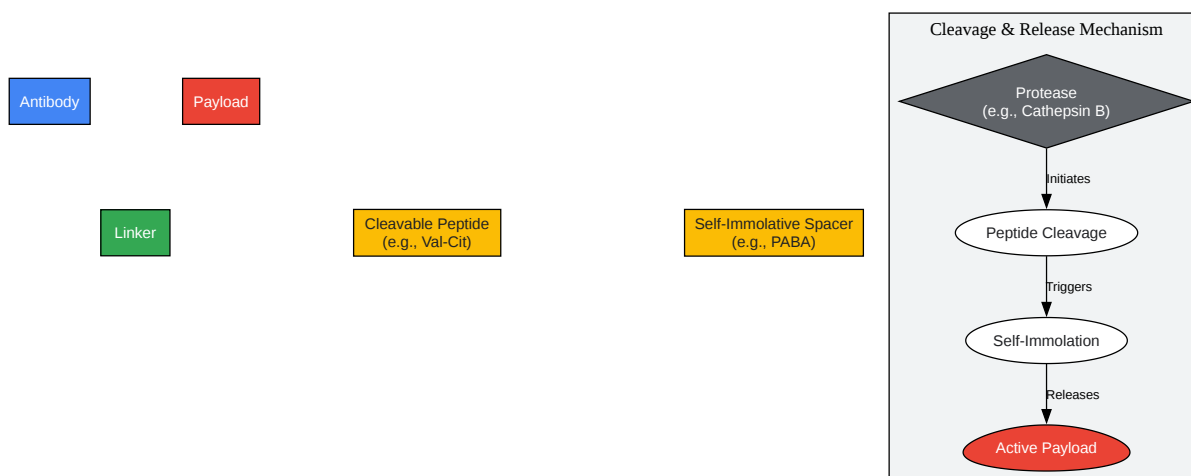 Cleavage & Release Mechanism
Antibody
Payload
Protease
(e.g., Cathepsin B)
Initiates
Linker
Cleavable Peptide
(e.g., Val-Cit)
Self-Immolative Spacer
(e.g., PABA)
Peptide Cleavage
Triggers
Self-Immolation
Releases
Active Payload